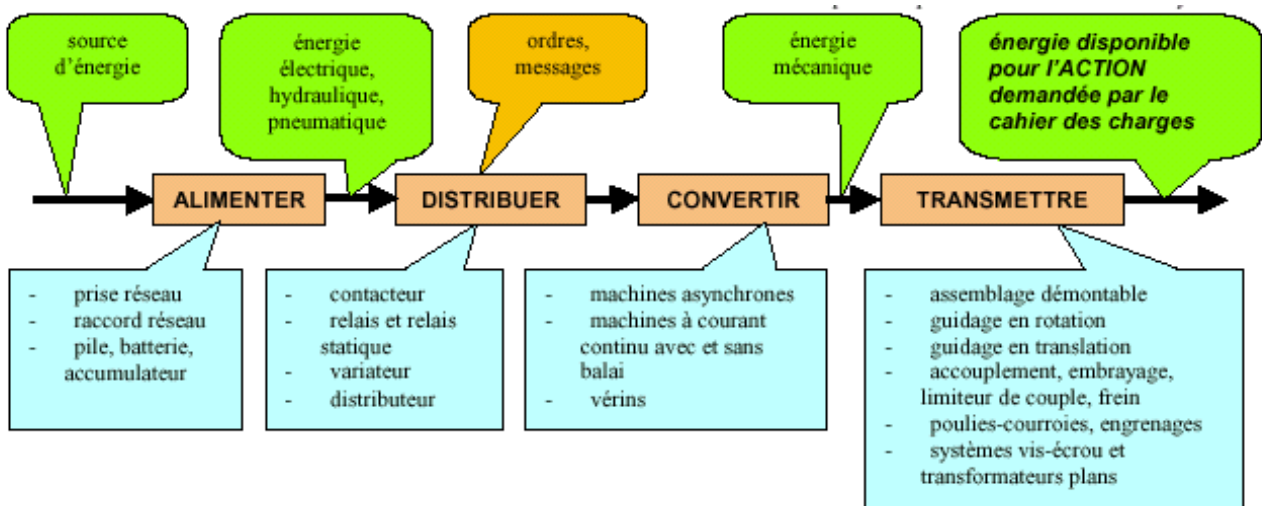 source
d'énergie
énergie
électrique,
hydraulique,
pneumatique
ordres,
messages
énergie
mécanique
énergie disponible
pour l'ACTION
demandée par le
cahier des charges
ALIMENTER
DISTRIBUER
CONVERTIR
TRANSMETTRE
- prise réseau
- raccord réseau
- pile, batterie,
accumulateur
- contacteur
- relais et relais
statique
- variateur
- distributeur
- machines asynchrones
- machines à courant
continu avec et sans
balai
- vérins
- assemblage démontable
- guidage en rotation
- guidage en translation
- accouplement, embrayage,
limiteur de couple, frein
- poulies-courroies, engrenages
- systèmes vis-écrou et
transformateurs plans